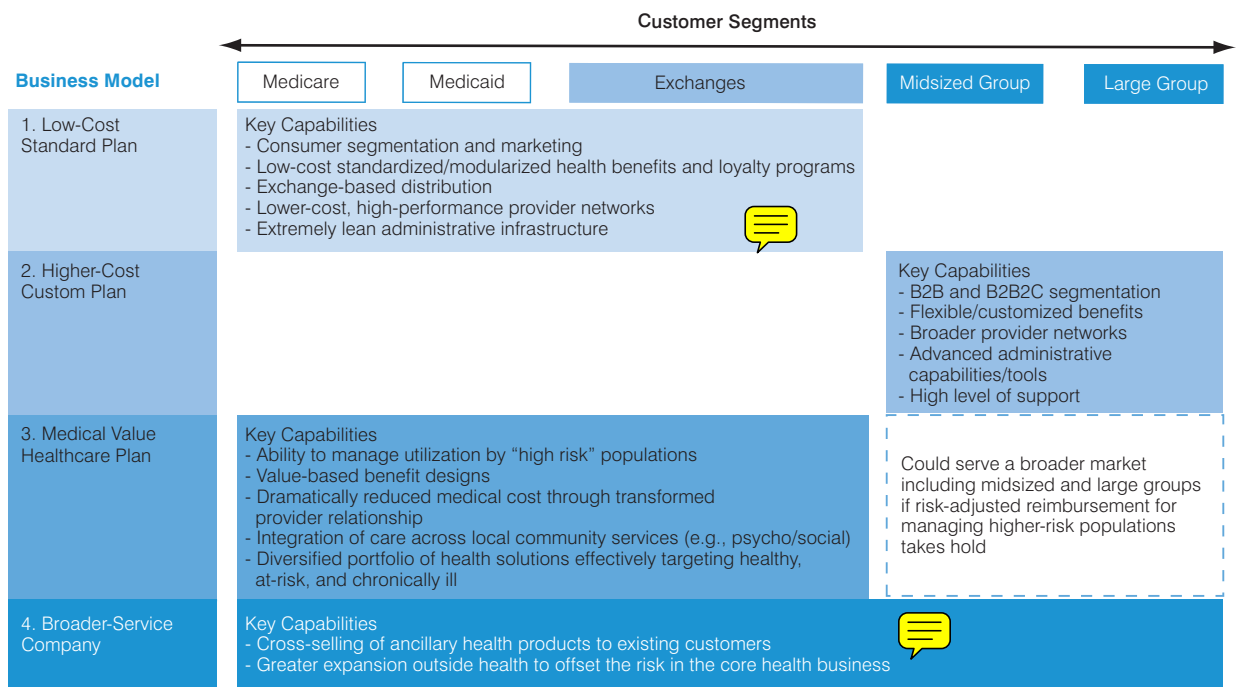 Customer Segments
Business Model
Medicare
Medicaid
Exchanges
Midsized Group
Large Group
1. Low-Cost
Standard Plan
Key Capabilities
- Consumer segmentation and marketing
- Low-cost standardized/modularized health benefits and loyalty programs
- Exchange-based distribution
- Lower-cost, high-performance provider networks
- Extremely lean administrative infrastructure
2. Higher-Cost
Custom Plan
Key Capabilities
- B2B and B2B2C segmentation
- Flexible/customized benefits
- Broader provider networks
- Advanced administrative
capabilities/tools
- High level of support
3. Medical Value
Healthcare Plan
Key Capabilities
- Ability to manage utilization by “high risk” populations
- Value-based benefit designs
- Dramatically reduced medical cost through transformed
provider relationship
- Integration of care across local community services (e.g., psycho/social)
- Diversified portfolio of health solutions effectively targeting healthy,
at-risk, and chronically ill
Could serve a broader market
including midsized and large groups
if risk-adjusted reimbursement for
managing higher-risk populations
takes hold
4. Broader-Service
Company
Key Capabilities
- Cross-selling of ancillary health products to existing customers
- Greater expansion outside health to offset the risk in the core health business